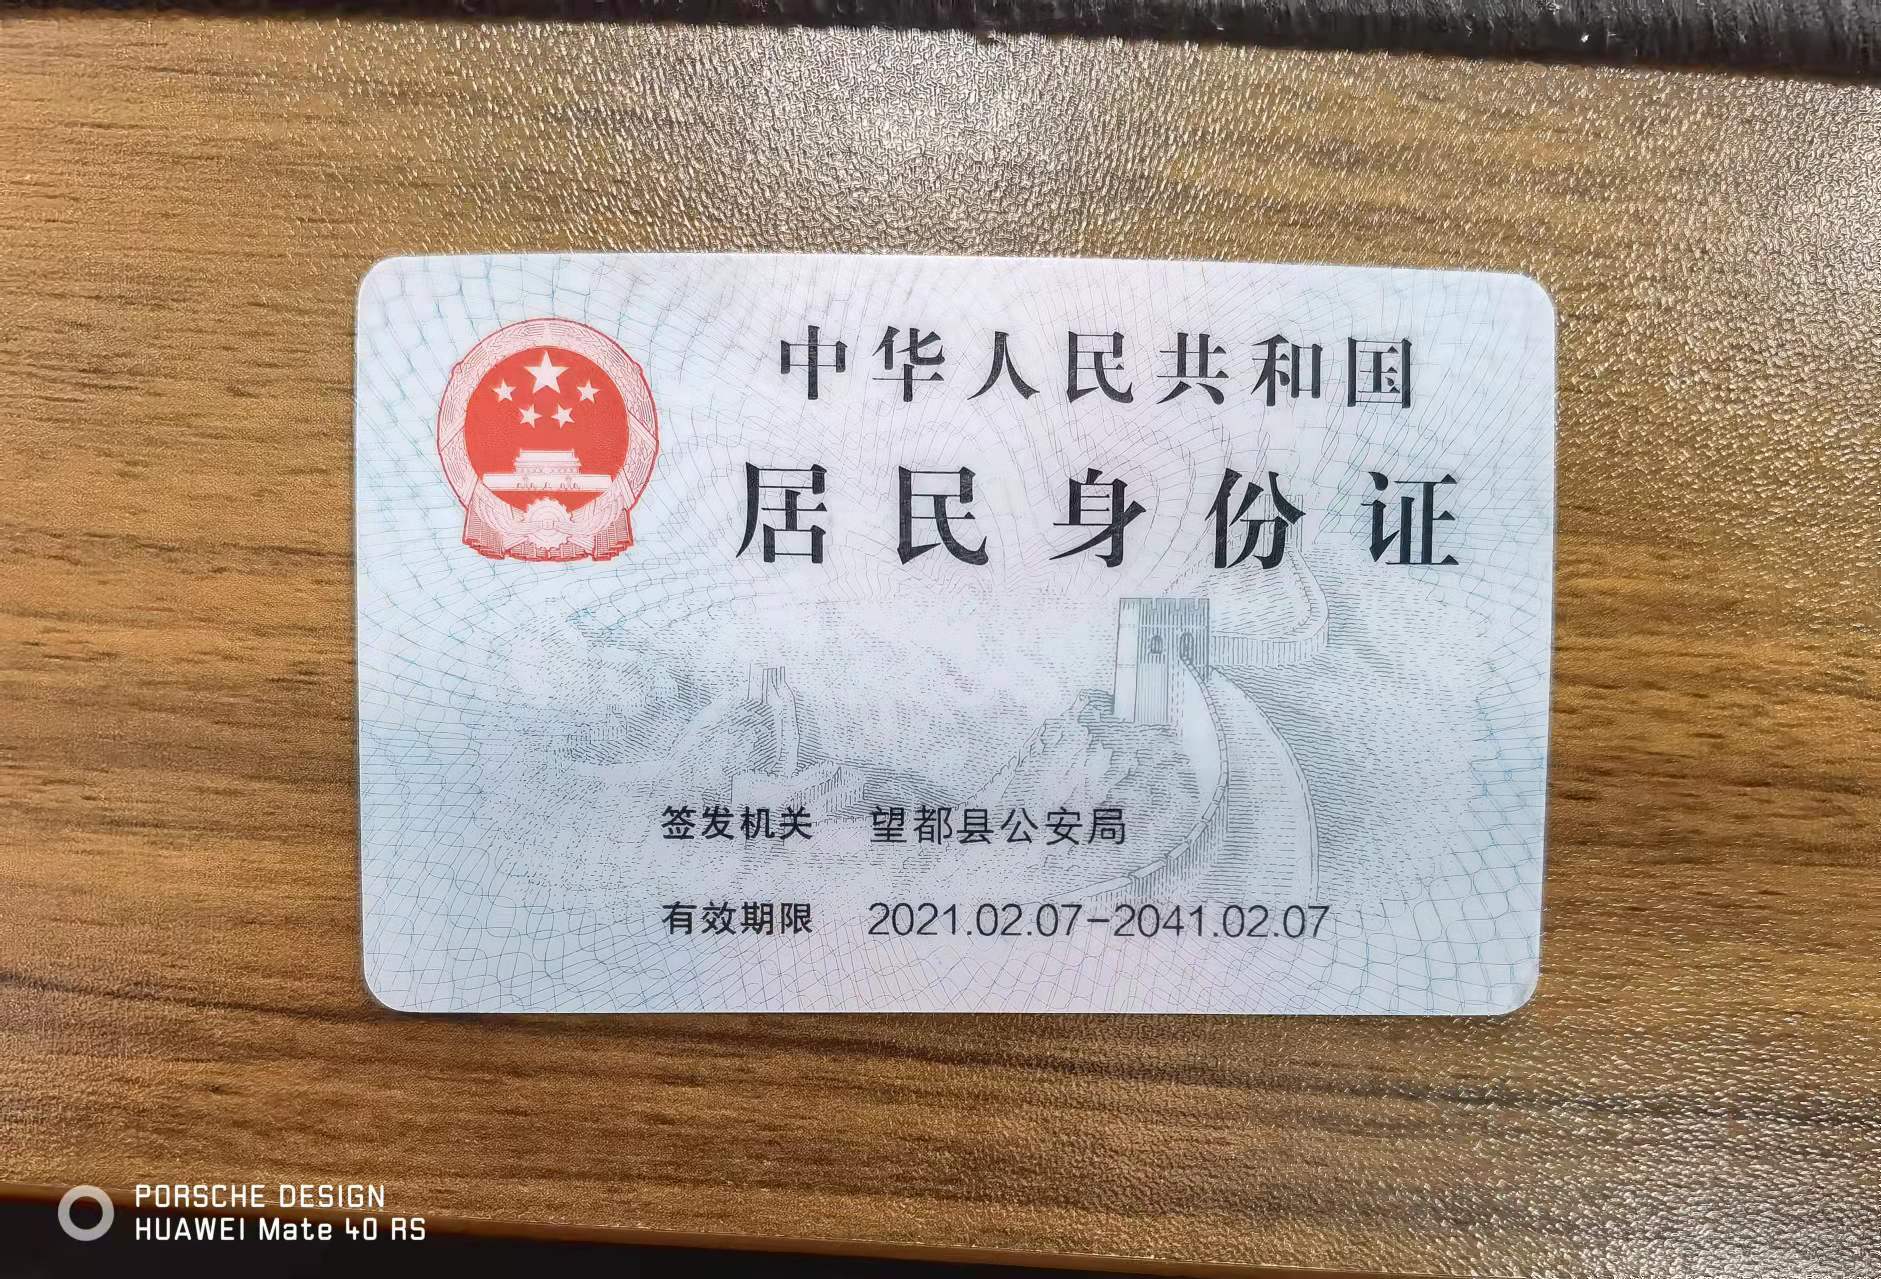 中华人民共和国
居民身份证
签发机关 望都县公安局
有效期限 2021.02.07-2041.02.07
PORSCHE DESIGN
HUAWEI Mate 40 RS